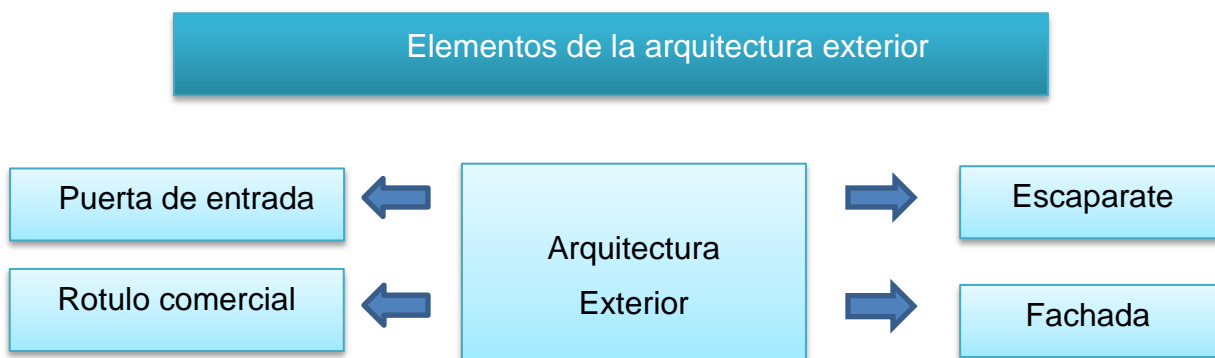 Elementos de la arquitectura exterior
Puerta de entrada
Rotulo comercial
Arquitectura
Exterior
Escaparate
Fachada